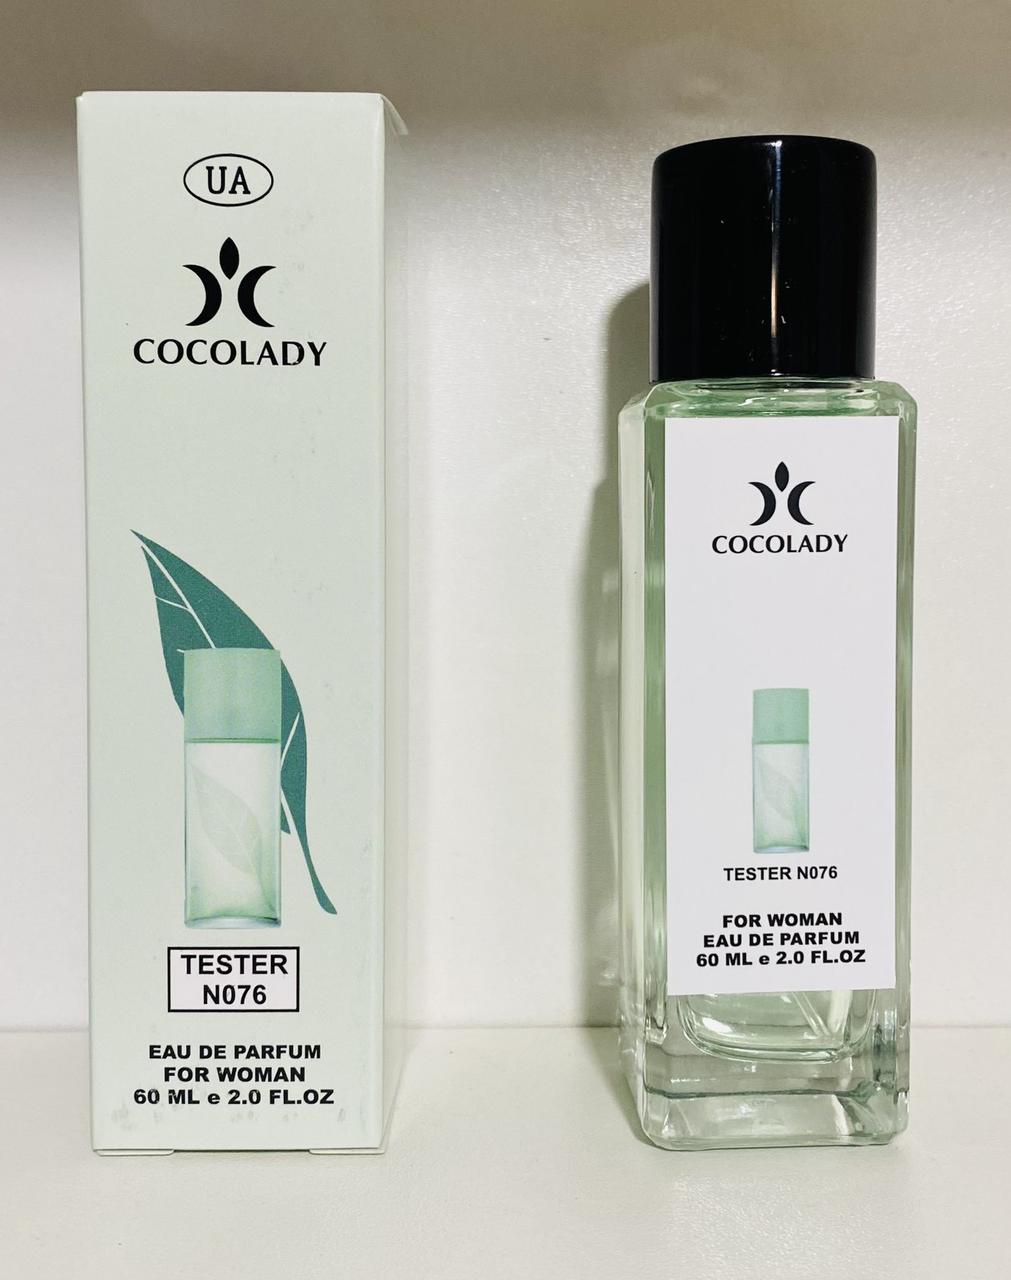 UA
COCOLADY
TESTER
N076
EAU DE PARFUM
FOR WOMAN
60 ML e 2.0 FL.OZ
COCOLADY
TESTER N076
FOR WOMAN
EAU DE PARFUM
60 ML e 2.0 FL.OZ